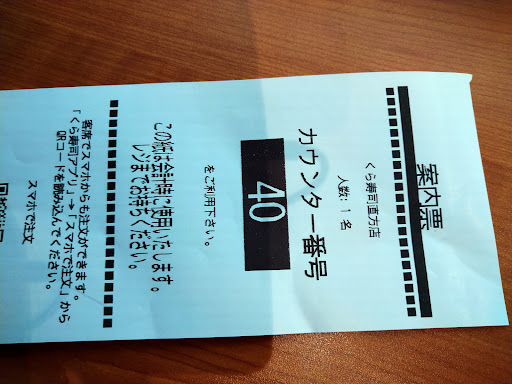 案内票
くら寿司直方店
人数: 1 名
カウンター番号
40
をご利用下さい。
この紙は会計時に使用いたします。
レジまでお持ちください。
客席でスマホからも注文ができます。
「くら寿司アプリ」→「スマホで注文」から
QRコードを読み込んでください。
スマホで注文